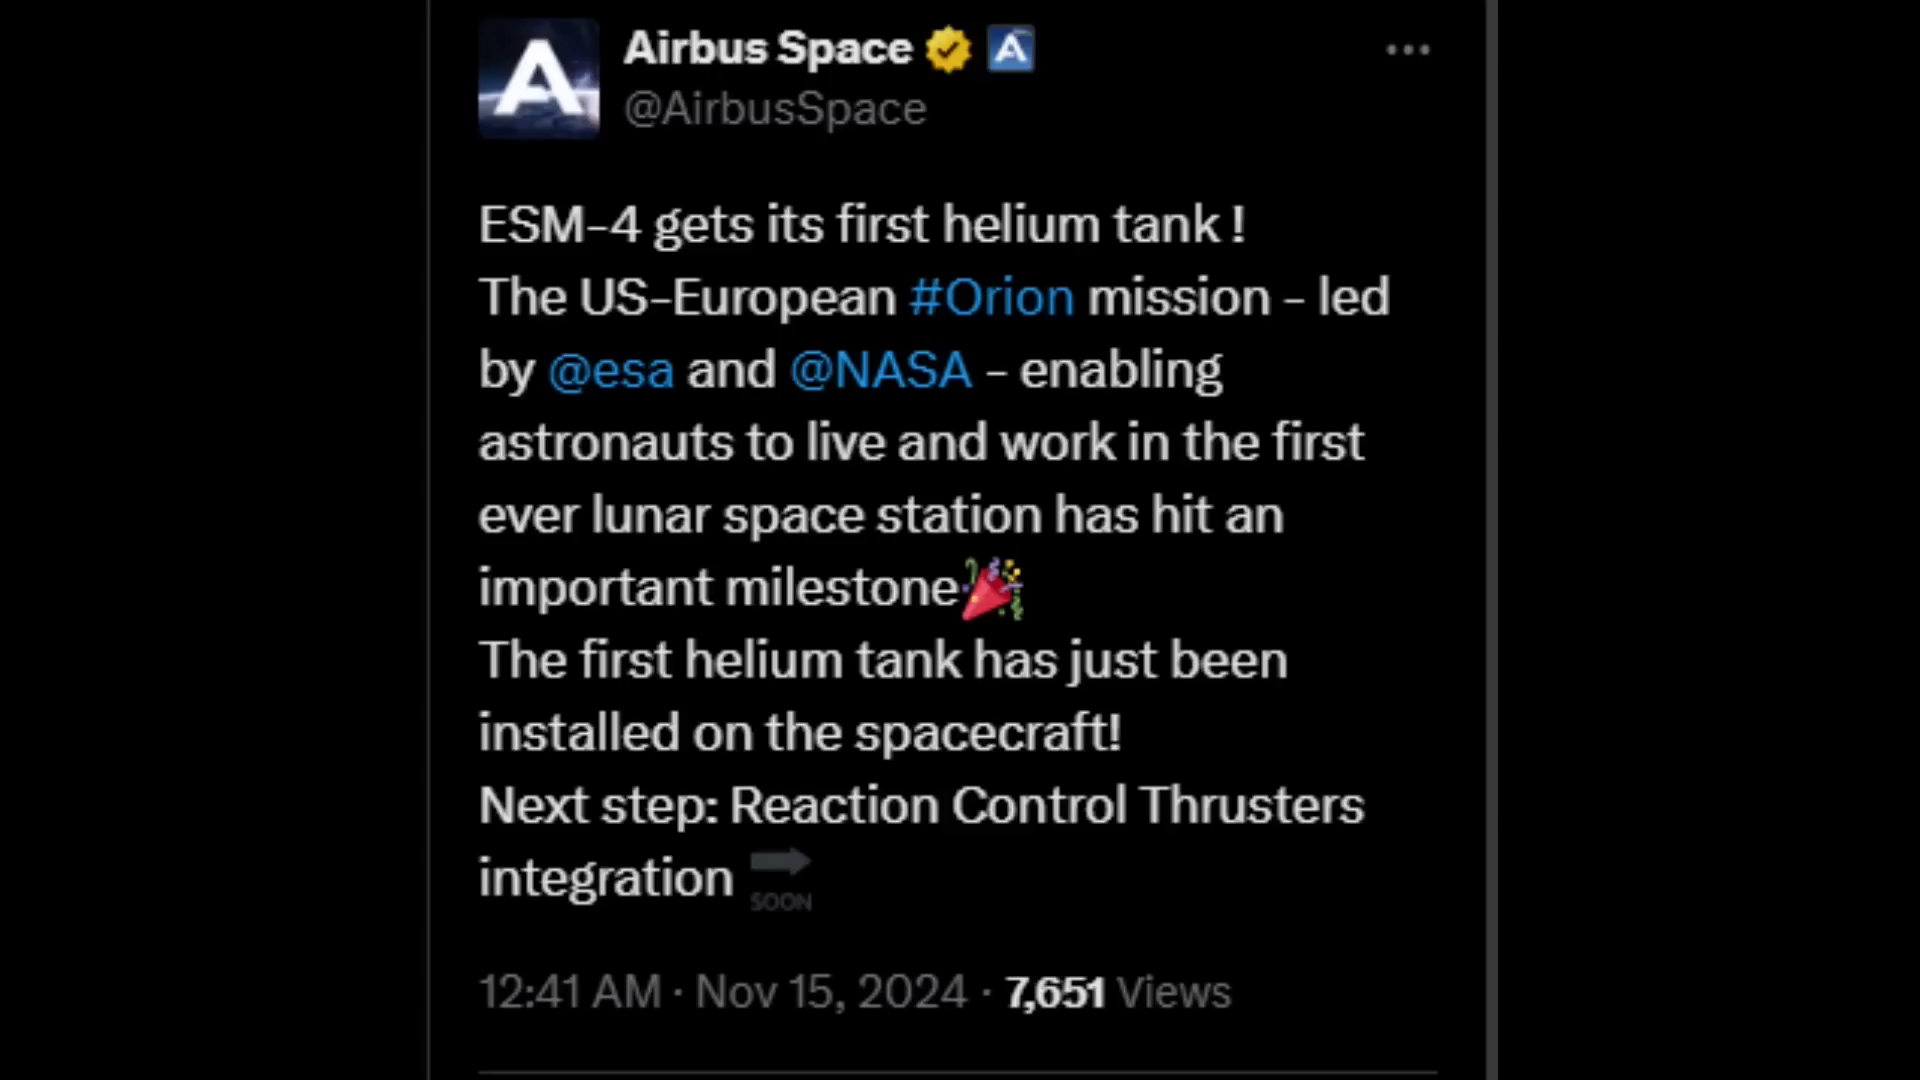 Airbus Space
@AirbusSpace
ESM-4 gets its first helium tank !
The US-European #Orion mission - led
by @esa and @NASA - enabling
astronauts to live and work in the first
ever lunar space station has hit an
important milestone🎉
The first helium tank has just been
installed on the spacecraft!
Next step: Reaction Control Thrusters
integration 🔜
12:41 AM · Nov 15, 2024 · 7,651 Views